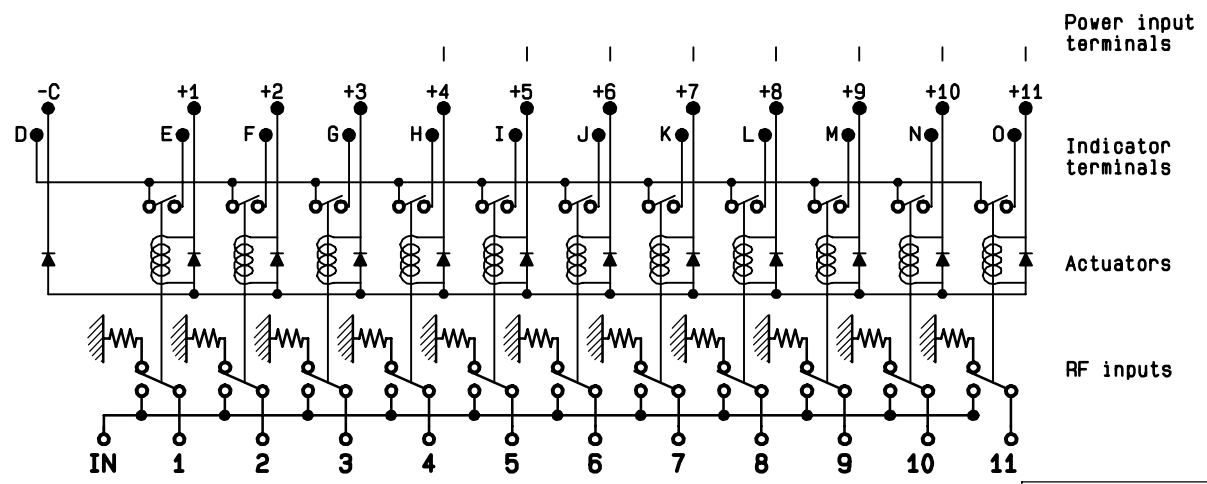 Power input
terminals
-C +1 +2 +3 +4 +5 +6 +7 +8 +9 +10 +11
D E F G H I J K L M N O
Indicator
terminals
Actuators
RF inputs
IN 1 2 3 4 5 6 7 8 9 10 11